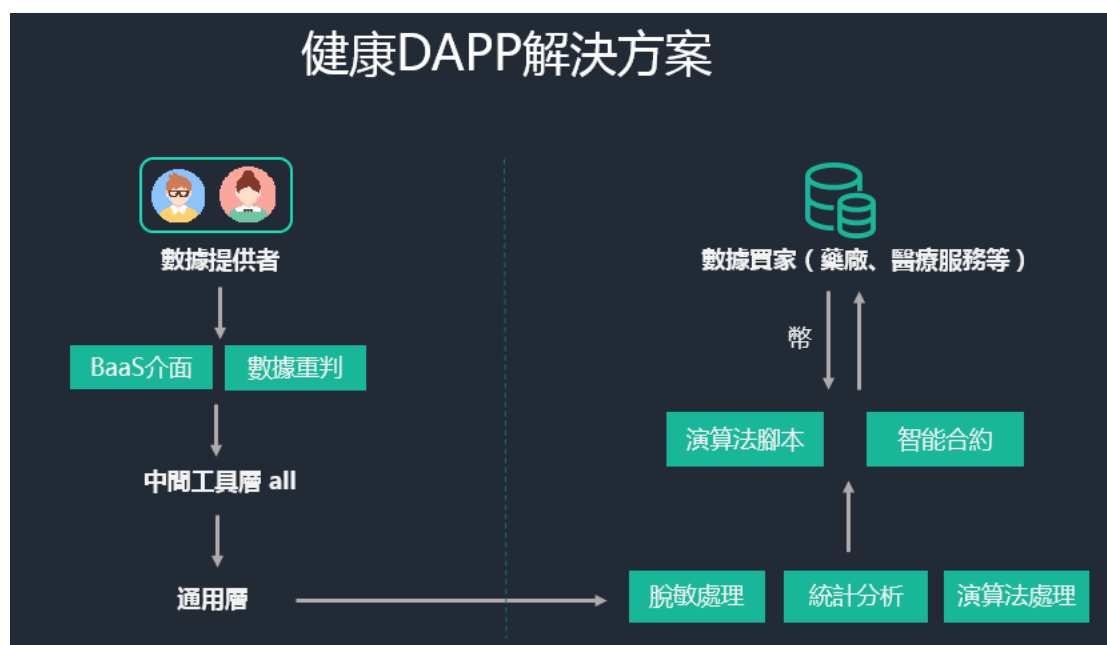 健康DAPP解決方案
數據提供者
BaaS介面
數據重判
中間工具層 all
通用層
數據買家（藥廠、醫療服務等）
幣
演算法腳本
智能合約
脫敏處理
統計分析
演算法處理